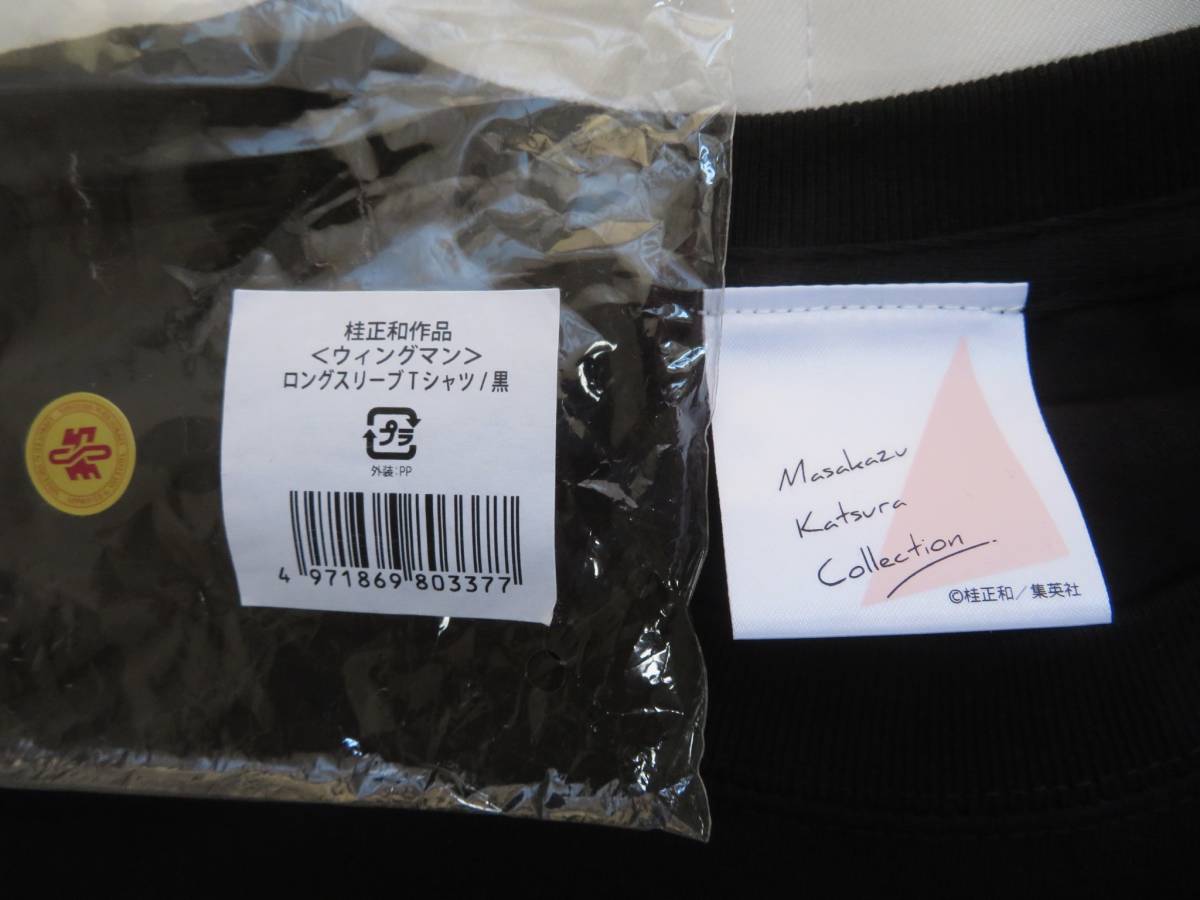 桂正和作品
<ウィングマン>
ロングスリーブTシャツ/黒
プラ
外装:PP
4 971869 803377
Masakazu
Katsura
Collection.
©桂正和/集英社